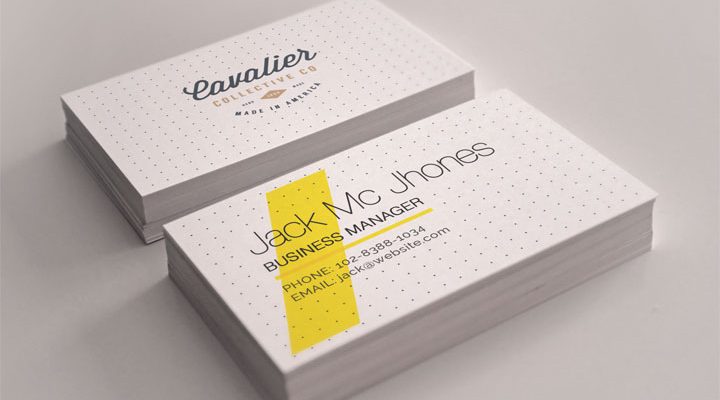 Cavalier
COLLECTIVE CO
MADE IN AMERICA
Jack Mc Jhones
BUSINESS MANAGER
PHONE: 102-8388-1034
EMAIL: jack@website.com